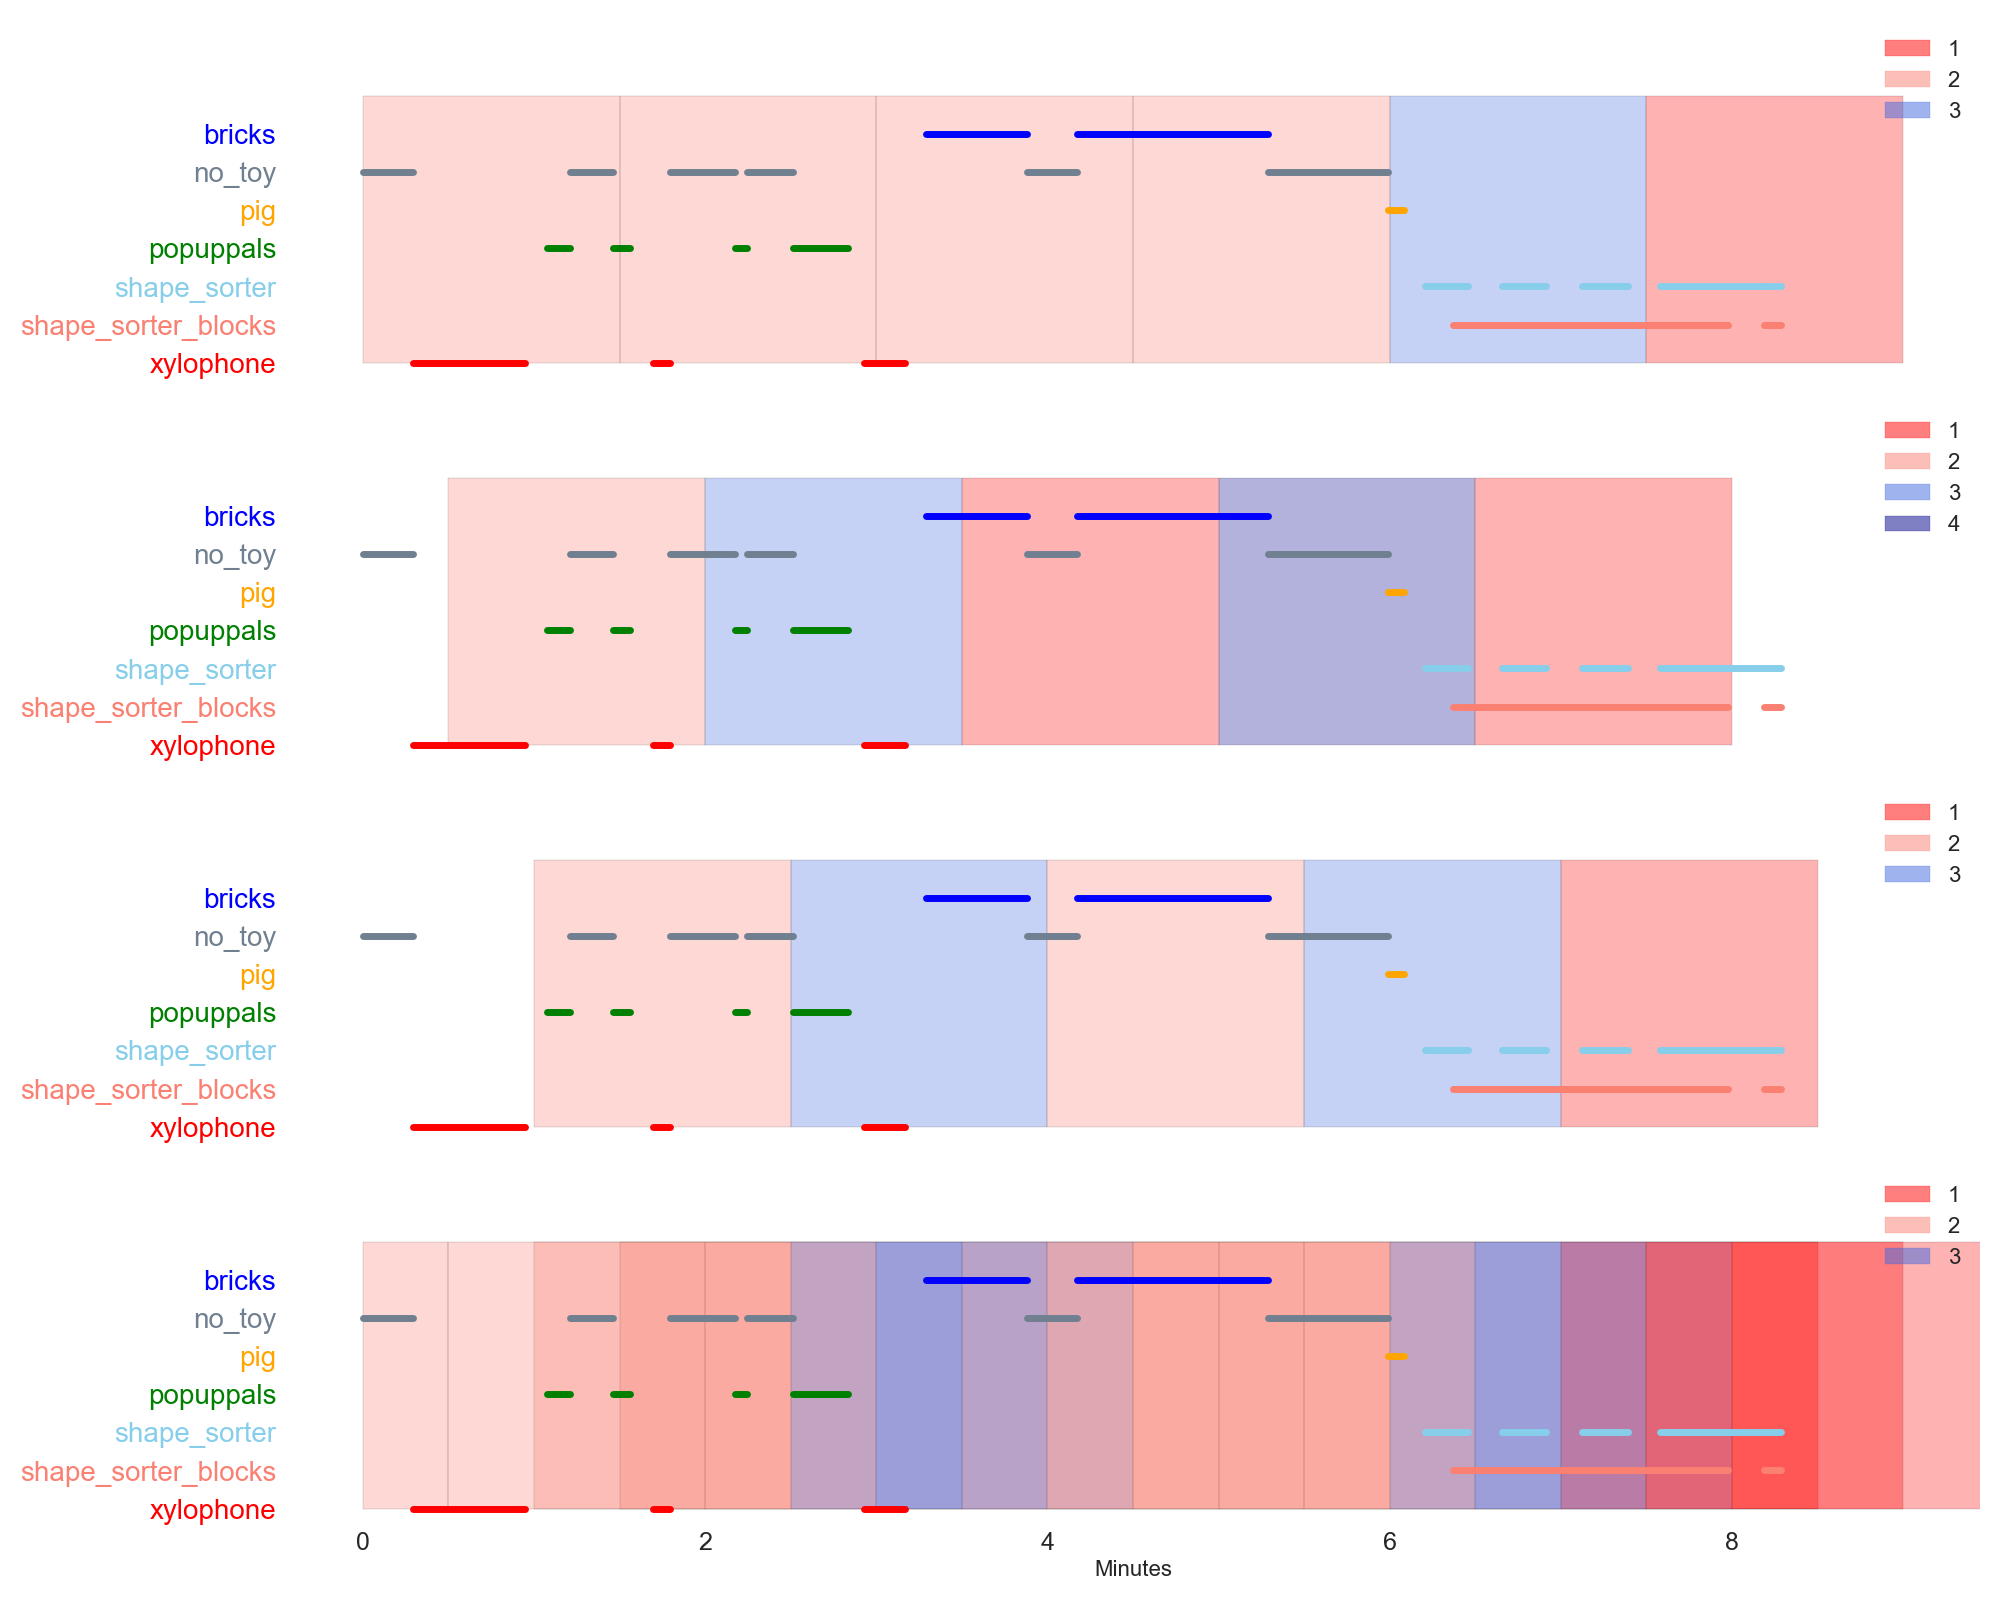 1
2
3
bricks
no_toy
pig
popuppals
shape_sorter
shape_sorter_blocks
xylophone
1
2
3
4
bricks
no_toy
pig
popuppals
shape_sorter
shape_sorter_blocks
xylophone
1
2
3
bricks
no_toy
pig
popuppals
shape_sorter
shape_sorter_blocks
xylophone
1
2
3
bricks
no_toy
pig
popuppals
shape_sorter
shape_sorter_blocks
xylophone
0 2 4 6 8
Minutes